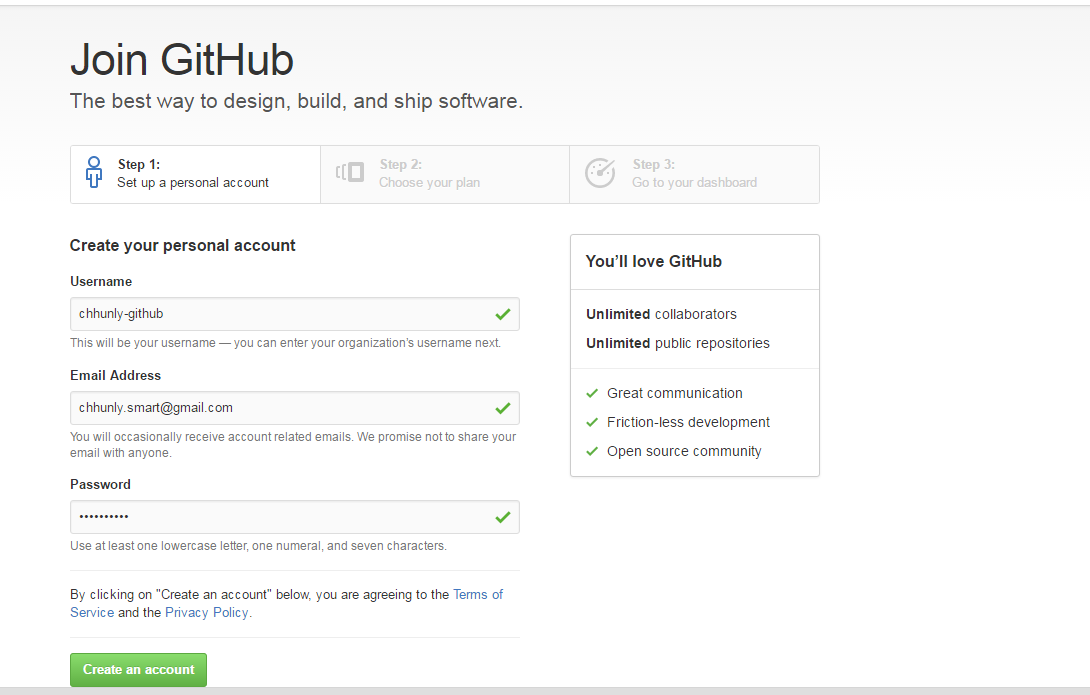 Join GitHub
The best way to design, build, and ship software.
Step 1:
Set up a personal account
Step 2:
Choose your plan
Step 3:
Go to your dashboard
Create your personal account
Username
chhunly-github
This will be your username — you can enter your organization's username next.
Email Address
chhunly.smart@gmail.com
You will occasionally receive account related emails. We promise not to share your
email with anyone.
Password
••••••••••
Use at least one lowercase letter, one numeral, and seven characters.
By clicking on "Create an account" below, you are agreeing to the Terms of
Service and the Privacy Policy.
Create an account
You’ll love GitHub
Unlimited collaborators
Unlimited public repositories
Great communication
Friction-less development
Open source community